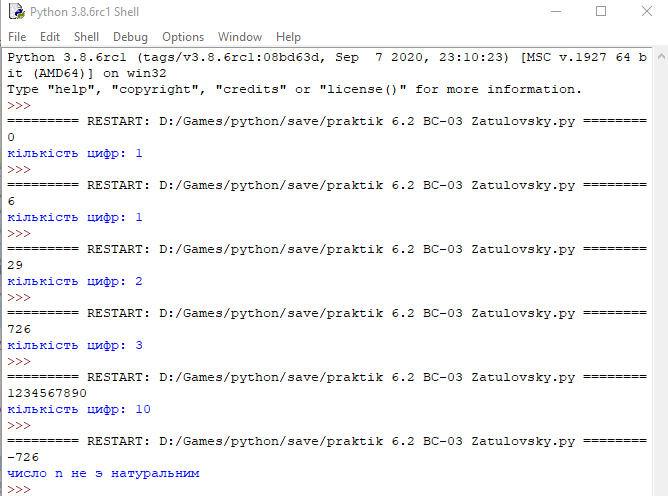 Python 3.8.6rc1 Shell
File Edit Shell Debug Options Window Help
Python 3.8.6rc1 (tags/v3.8.6rc1:08bd63d, Sep  7 2020, 23:10:23) [MSC v.1927 64 b
it (AMD64)] on win32
Type "help", "copyright", "credits" or "license()" for more information.
>>>
========= RESTART: D:/Games/python/save/praktik 6.2 BC-03 Zatulovsky.py ========
0
кількість цифр: 1
>>>
========= RESTART: D:/Games/python/save/praktik 6.2 BC-03 Zatulovsky.py ========
6
кількість цифр: 1
>>>
========= RESTART: D:/Games/python/save/praktik 6.2 BC-03 Zatulovsky.py ========
29
кількість цифр: 2
>>>
========= RESTART: D:/Games/python/save/praktik 6.2 BC-03 Zatulovsky.py ========
726
кількість цифр: 3
>>>
========= RESTART: D:/Games/python/save/praktik 6.2 BC-03 Zatulovsky.py ========
1234567890
кількість цифр: 10
>>>
========= RESTART: D:/Games/python/save/praktik 6.2 BC-03 Zatulovsky.py ========
-726
число n не э натуральним
>>>